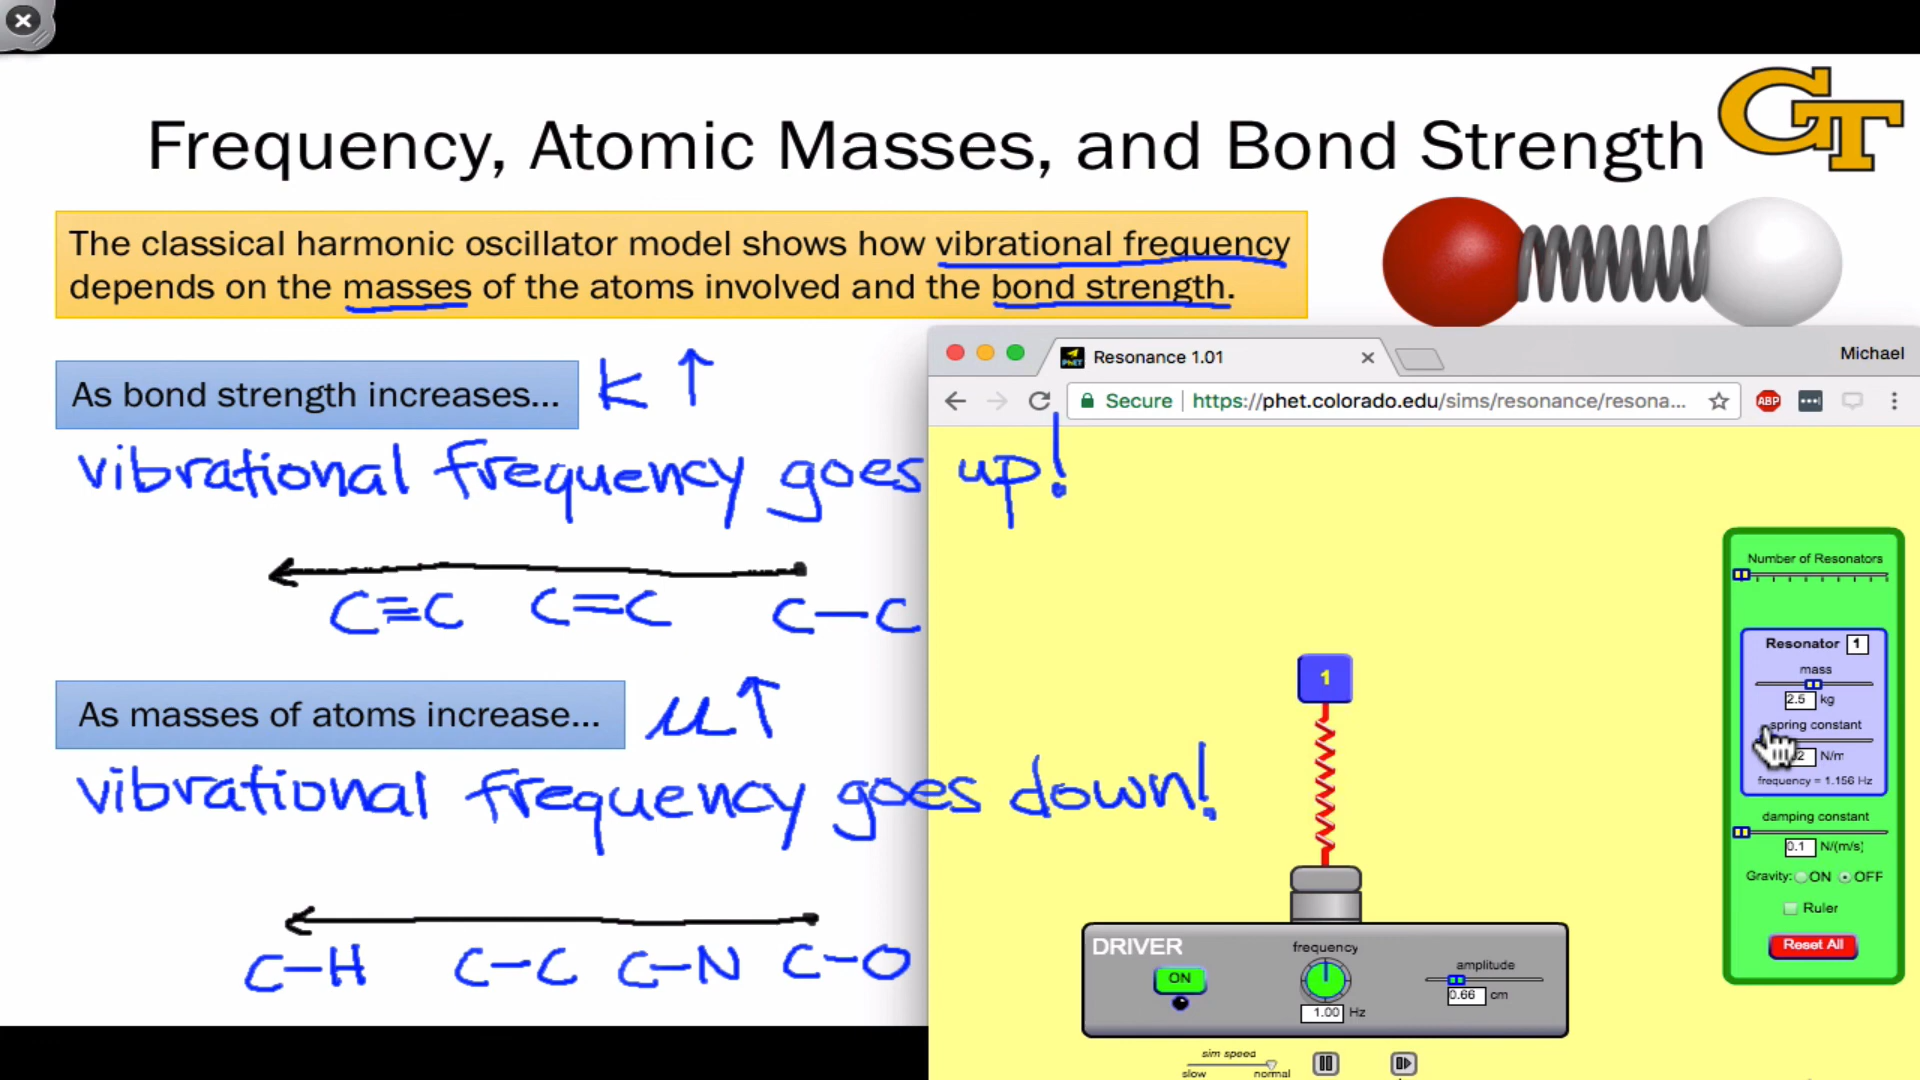 Frequency, Atomic Masses, and Bond Strength
GT
The classical harmonic oscillator model shows how vibrational frequency
depends on the masses of the atoms involved and the bond strength.
As bond strength increases... k ↑
vibrational frequency goes up!
C≡C C=C C–C
As masses of atoms increase... μ ↑
vibrational frequency goes down!
C–H C–C C–N C–O
Resonance 1.01
Michael
Secure https://phet.colorado.edu/sims/resonance/resona...
ABP
1
Number of Resonators
Resonator 1
mass
2.5 kg
spring constant
N/m
frequency = 1.156 Hz
damping constant
0.1 N/(m/s)
Gravity: ON OFF
Ruler
Reset All
DRIVER
ON
frequency
1.00 Hz
amplitude
0.66 cm
sim speed
slow normal